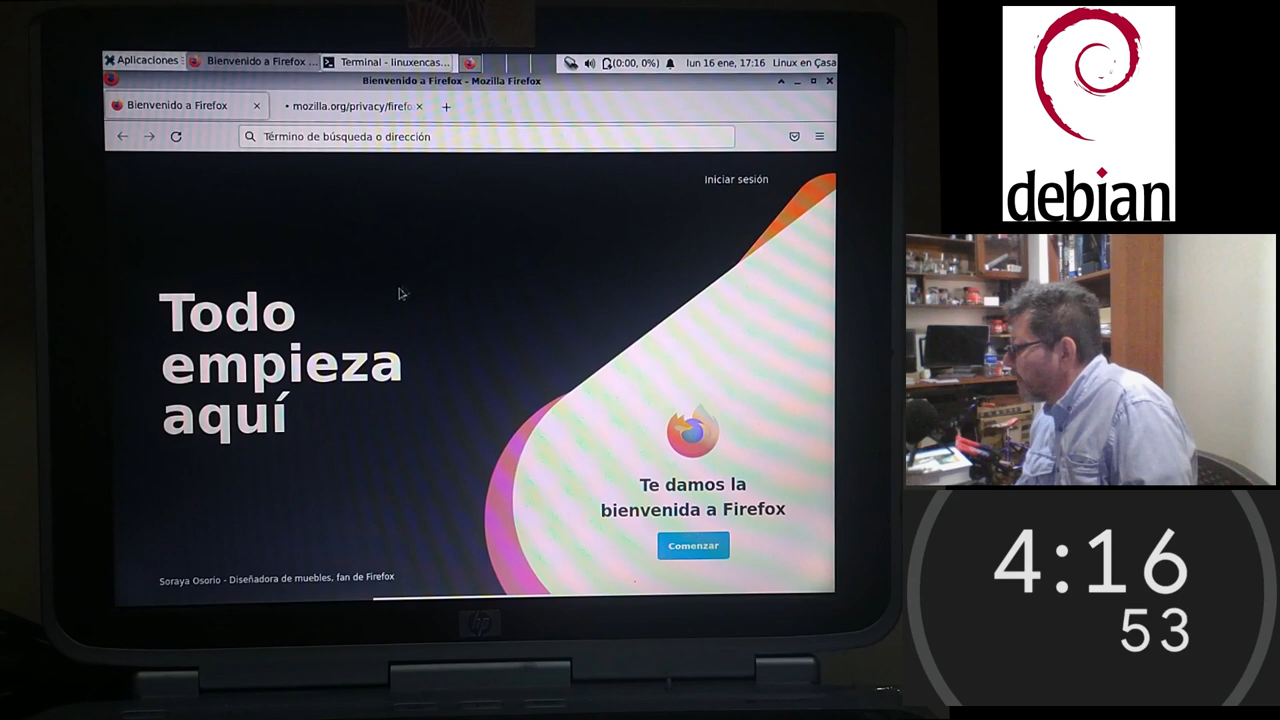 Aplicaciones
Bienvenido a Firefox ...
Terminal - linuxencas...
(0:00, 0%)
lun 16 ene, 17:16
Linux en Casa
Bienvenido a Firefox - Mozilla Firefox
Bienvenido a Firefox
mozilla.org/privacy/firefo
Término de búsqueda o dirección
Iniciar sesión
Todo
empieza
aquí
Te damos la
bienvenida a Firefox
Comenzar
Soraya Osorio - Diseñadora de muebles, fan de Firefox
hp
debian
4:16
53